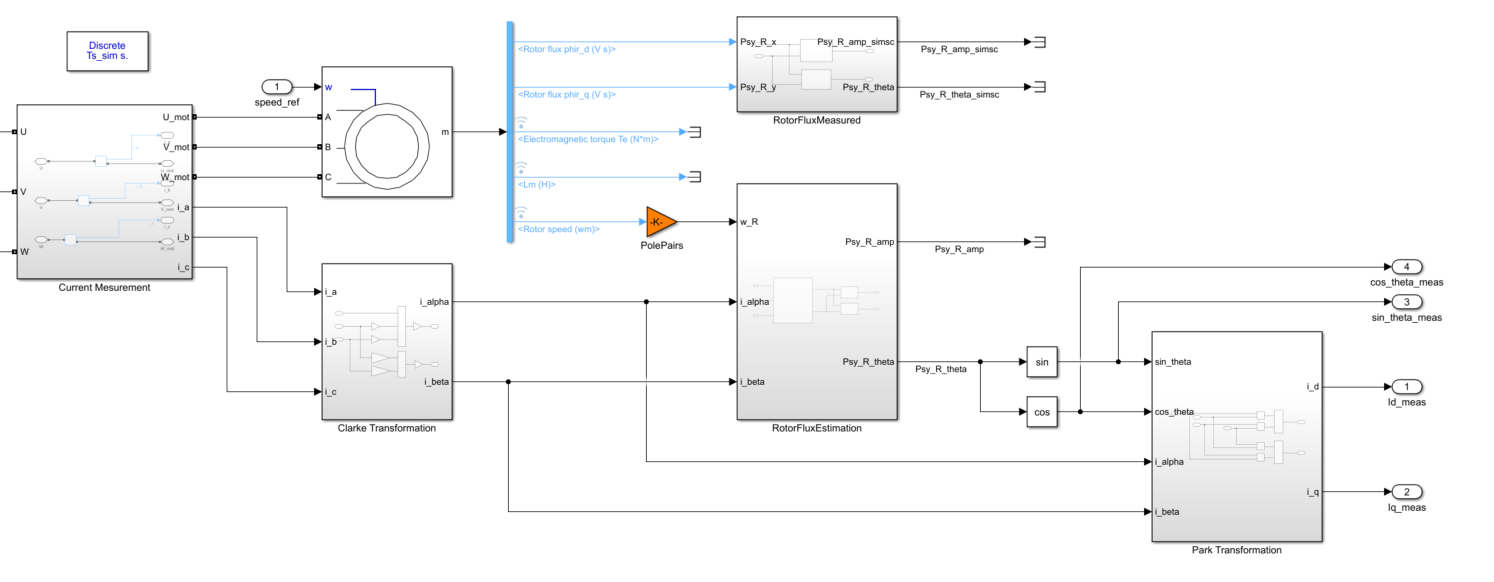 Discrete
Ts_sim s.
1
speed_ref
w
A
B
C
m
U
V
W
U_mot
V_mot
W_mot
i_a
i_b
i_c
Current Mesurement
<Rotor flux phir_d (V s)>
<Rotor flux phir_q (V s)>
<Electromagnetic torque Te (N*m)>
<Lm (H)>
<Rotor speed (wm)>
-K-
PolePairs
Psy_R_x
Psy_R_y
Psy_R_amp_simsc
Psy_R_theta
RotorFluxMeasured
Psy_R_amp_simsc
Psy_R_theta_simsc
i_a
i_b
i_c
i_alpha
i_beta
Clarke Transformation
w_R
i_alpha
i_beta
Psy_R_amp
Psy_R_theta
RotorFluxEstimation
Psy_R_amp
Psy_R_theta
sin
cos
4
cos_theta_meas
3
sin_theta_meas
sin_theta
cos_theta
i_alpha
i_beta
i_d
i_q
Park Transformation
1
Id_meas
2
Iq_meas